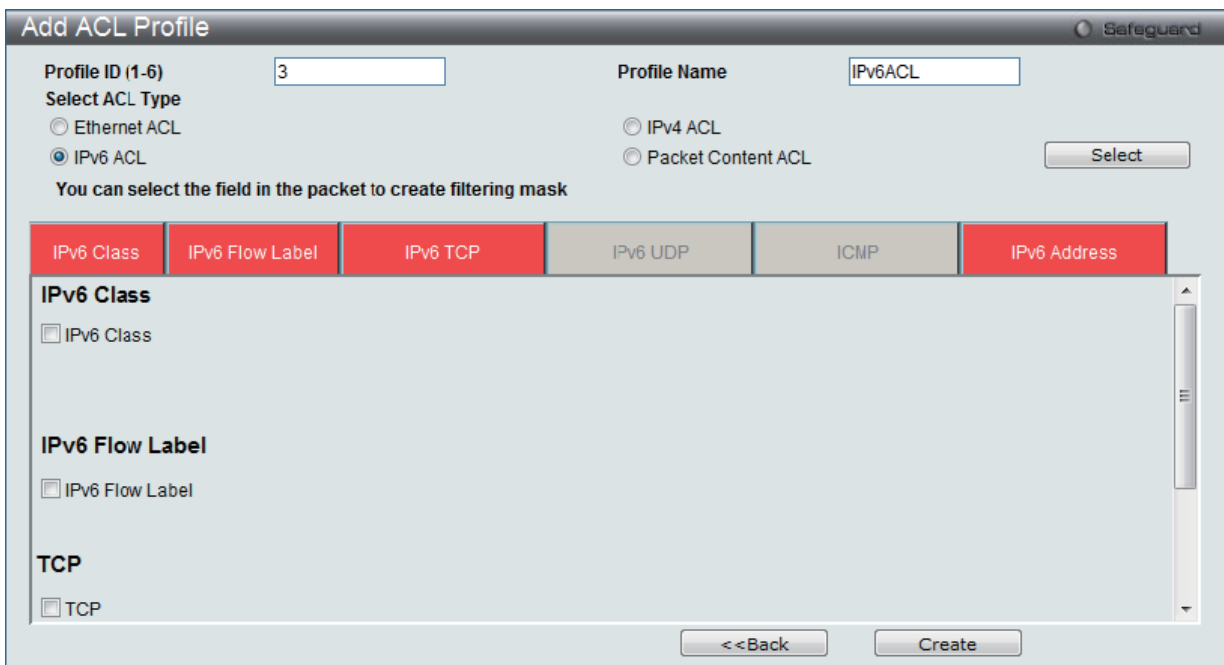 Add ACL Profile
Safeguard
Profile ID (1-6) 3 Profile Name IPv6ACL
Select ACL Type
Ethernet ACL IPv4 ACL
IPv6 ACL Packet Content ACL Select
You can select the field in the packet to create filtering mask
IPv6 Class IPv6 Flow Label IPv6 TCP IPv6 UDP ICMP IPv6 Address
IPv6 Class
IPv6 Class
IPv6 Flow Label
IPv6 Flow Label
TCP
TCP
<<Back Create